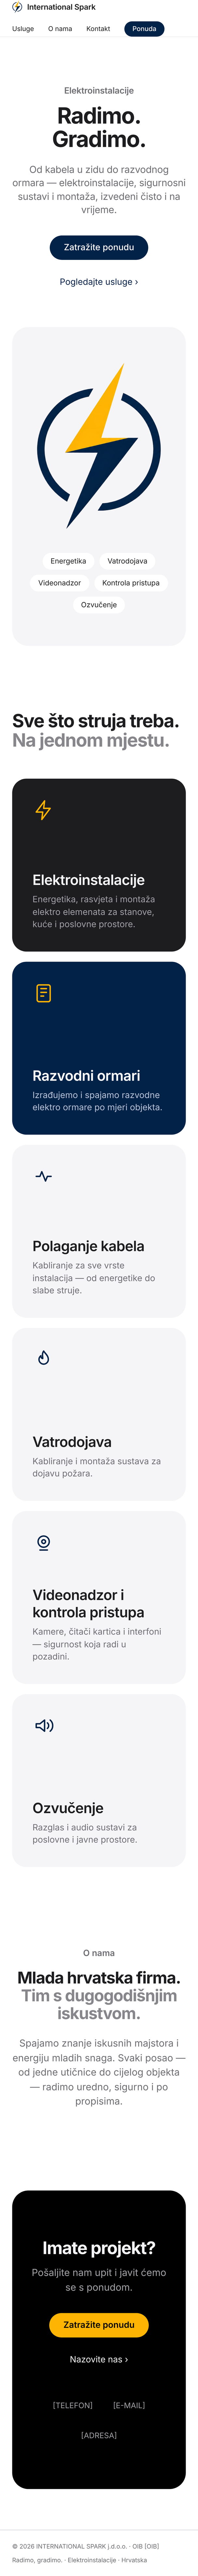 International Spark
Usluge O nama Kontakt Ponuda
Elektroinstalacije
Radimo.
Gradimo.
Od kabela u zidu do razvodnog
ormara — elektroinstalacije, sigurnosni
sustavi i montaža, izvedeni čisto i na
vrijeme.
Zatražite ponudu
Pogledajte usluge ›
Energetika Vatrodojava
Videonadzor Kontrola pristupa
Ozvučenje
Sve što struja treba.
Na jednom mjestu.
Elektroinstalacije
Energetika, rasvjeta i montaža
elektro elemenata za stanove,
kuće i poslovne prostore.
Razvodni ormari
Izrađujemo i spajamo razvodne
elektro ormare po mjeri objekta.
Polaganje kabela
Kabliranje za sve vrste
instalacija — od energetike do
slabe struje.
Vatrodojava
Kabliranje i montaža sustava za
dojavu požara.
Videonadzor i
kontrola pristupa
Kamere, čitači kartica i interfoni
— sigurnost koja radi u
pozadini.
Ozvučenje
Razglas i audio sustavi za
poslovne i javne prostore.
O nama
Mlada hrvatska firma.
Tim s dugogodišnjim
iskustvom.
Spajamo znanje iskusnih majstora i
energiju mladih snaga. Svaki posao —
od jedne utičnice do cijelog objekta
— radimo uredno, sigurno i po
propisima.
Imate projekt?
Pošaljite nam upit i javit ćemo
se s ponudom.
Zatražite ponudu
Nazovite nas ›
[TELEFON] [E-MAIL]
[ADRESA]
© 2026 INTERNATIONAL SPARK j.d.o.o. · OIB [OIB]
Radimo, gradimo. · Elektroinstalacije · Hrvatska